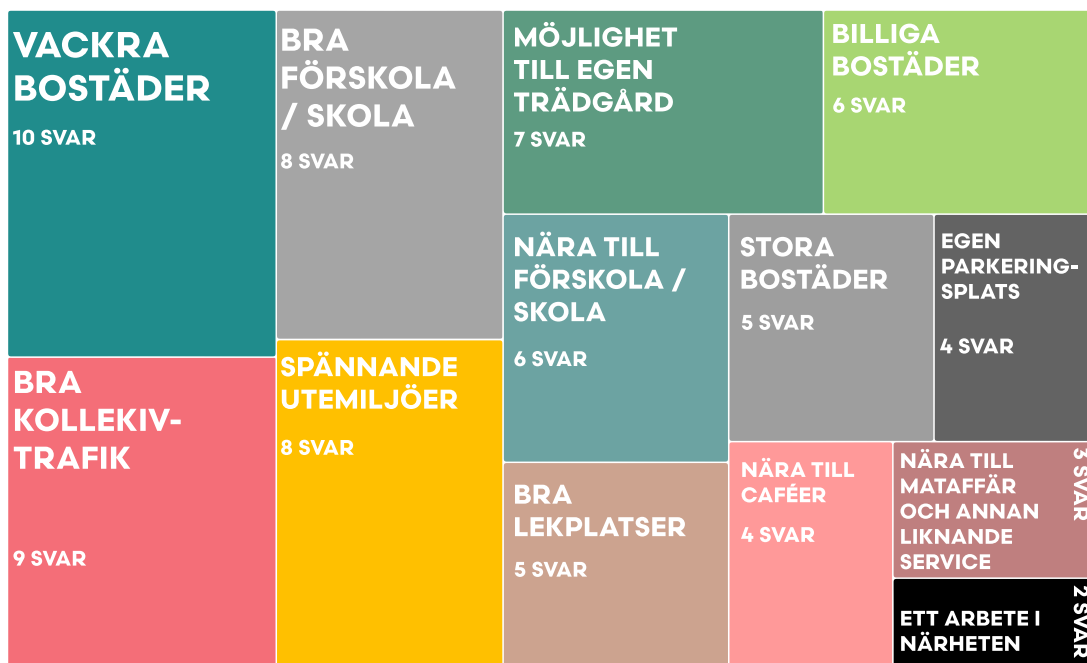 VACKRA
BOSTÄDER
10 SVAR
BRA
FÖRSKOLA
/ SKOLA
8 SVAR
MÖJLIGHET
TILL EGEN
TRÄDGÅRD
7 SVAR
BILLIGA
BOSTÄDER
6 SVAR
NÄRA TILL
FÖRSKOLA /
SKOLA
6 SVAR
STORA
BOSTÄDER
5 SVAR
EGEN
PARKERING-
SPLATS
4 SVAR
BRA
KOLLEKIV-
TRAFIK
9 SVAR
SPÄNNANDE
UTEMILJÖER
8 SVAR
BRA
LEKPLATSER
5 SVAR
NÄRA TILL
CAFÉER
4 SVAR
NÄRA TILL
MATAFFÄR
OCH ANNAN
LIKNANDE
SERVICE
3 SVAR
ETT ARBETE I
NÄRHETEN
2 SVAR